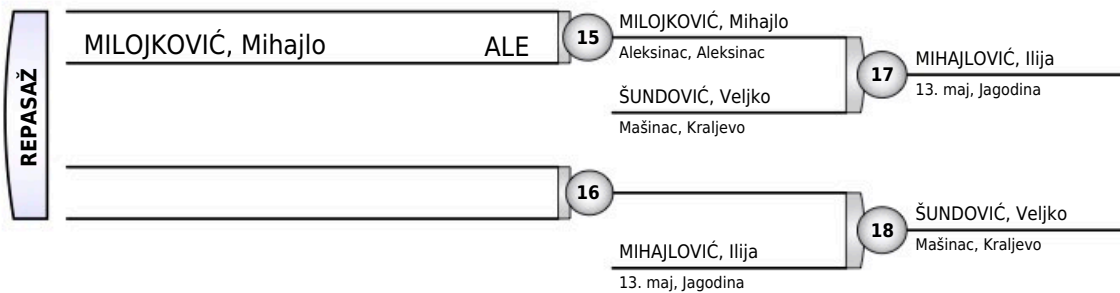 REPASAŽ
MILOJKOVIĆ, Mihajlo ALE
15
MILOJKOVIĆ, Mihajlo
Aleksinac, Aleksinac
ŠUNDOVIĆ, Veljko
Mašinac, Kraljevo
17
MIHAJLOVIĆ, Ilija
13. maj, Jagodina
16
MIHAJLOVIĆ, Ilija
13. maj, Jagodina
18
ŠUNDOVIĆ, Veljko
Mašinac, Kraljevo